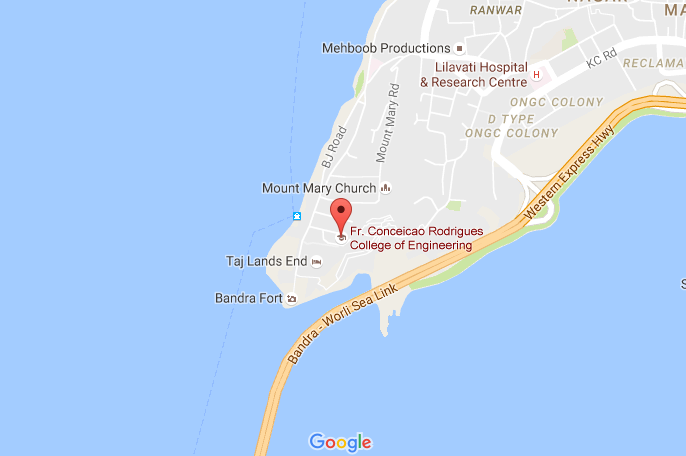 RANWAR
MA
Mehboob Productions
Lilavati Hospital
& Research Centre
KC Rd
RECLAMA
ONGC COLONY
D TYPE
ONGC COLONY
Mount Mary Rd
BJ Road
Western Express Hwy
Mount Mary Church
Fr. Conceicao Rodrigues
College of Engineering
Taj Lands End
Bandra Fort
Bandra - Worli Sea Link
Google